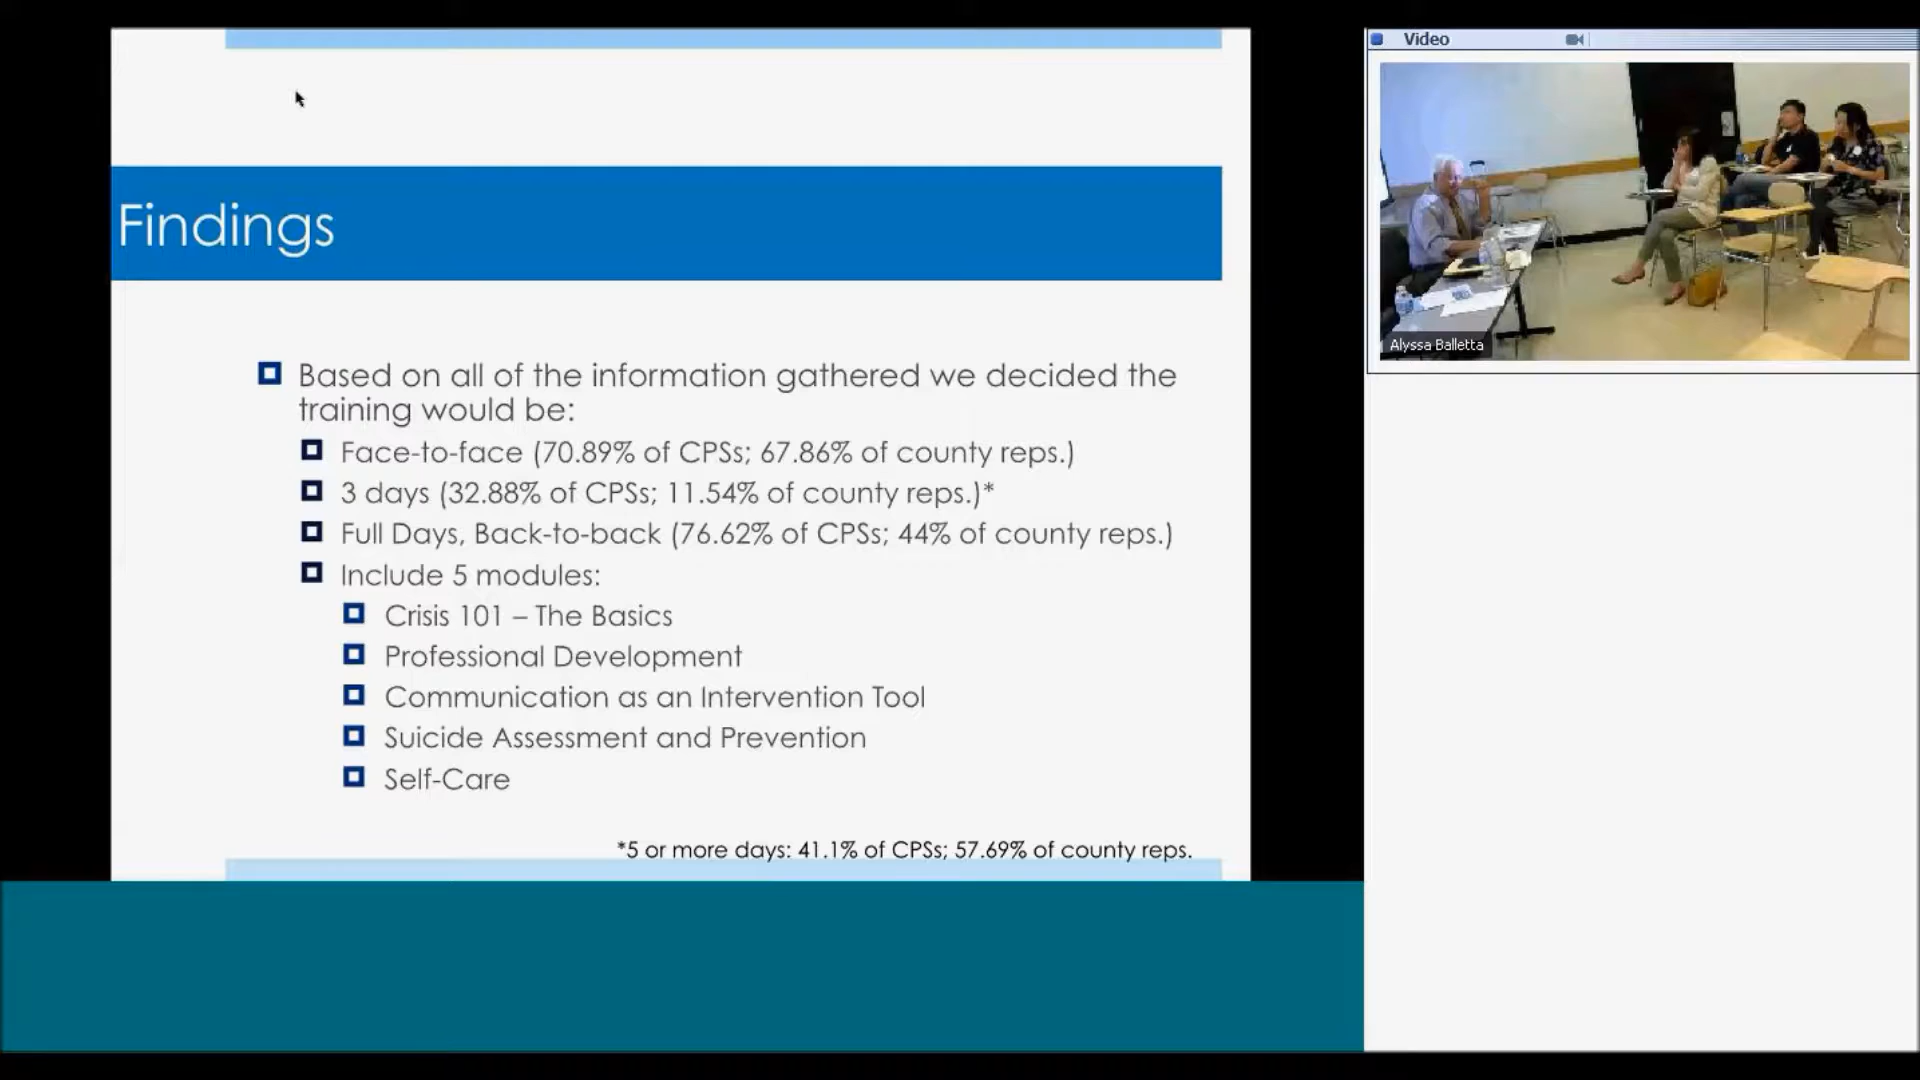 Findings
Based on all of the information gathered we decided the
training would be:
Face-to-face (70.89% of CPSs; 67.86% of county reps.)
3 days (32.88% of CPSs; 11.54% of county reps.)*
Full Days, Back-to-back (76.62% of CPSs; 44% of county reps.)
Include 5 modules:
Crisis 101 – The Basics
Professional Development
Communication as an Intervention Tool
Suicide Assessment and Prevention
Self-Care
*5 or more days: 41.1% of CPSs; 57.69% of county reps.
Video
Alyssa Balletta